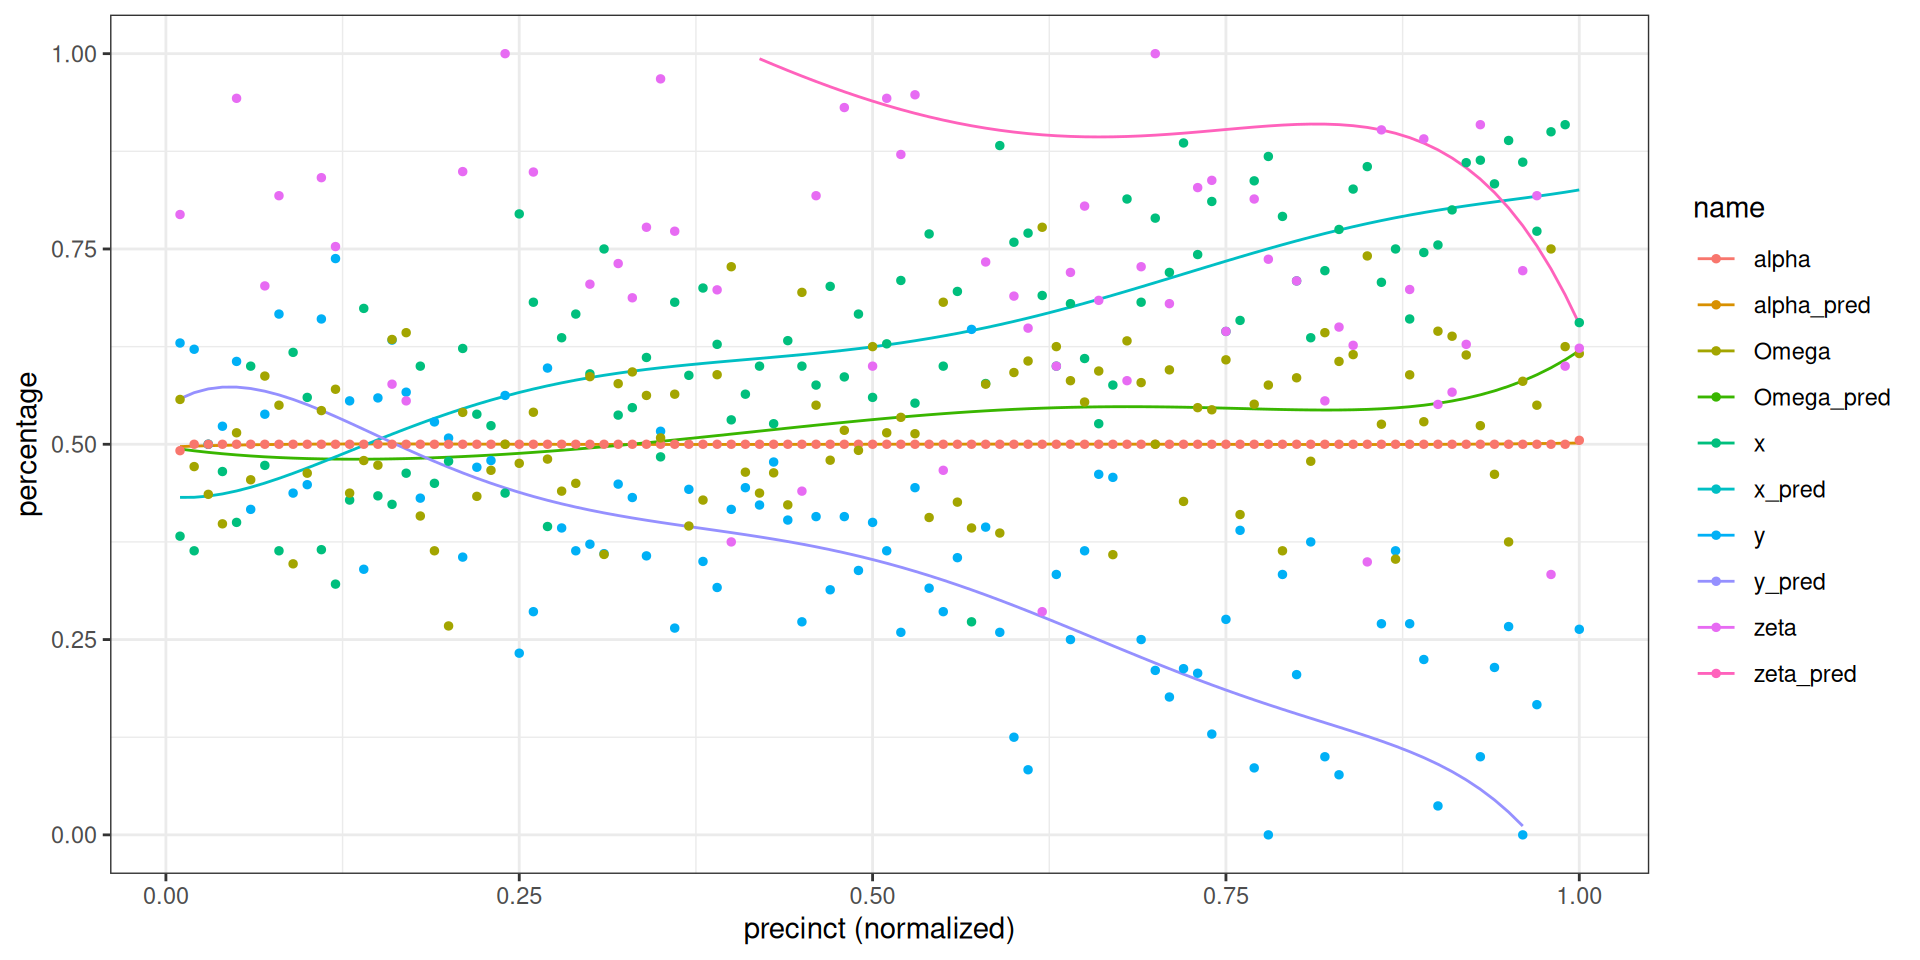 1.00
0.75
0.50
0.25
0.00
percentage
0.00 0.25 0.50 0.75 1.00
precinct (normalized)
name
alpha
alpha_pred
Omega
Omega_pred
x
x_pred
y
y_pred
zeta
zeta_pred